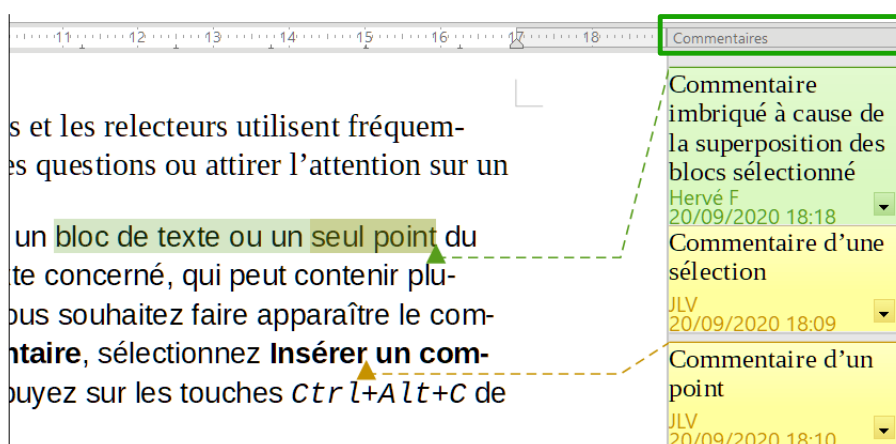 11 12 13 14 15 16 17 18
Commentaires
s et les relecteurs utilisent fréquem-
es questions ou attirer l’attention sur un
un bloc de texte ou un seul point du
te concerné, qui peut contenir plu-
ous souhaitez faire apparaître le com-
ntaire, sélectionnez Insérer un com-
puyez sur les touches Ctrl+Alt+C de
Commentaire
imbriqué à cause de
la superposition des
blocs sélectionné
Hervé F
20/09/2020 18:18
Commentaire d’une
sélection
JLV
20/09/2020 18:09
Commentaire d’un
point
JLV
20/09/2020 18:10